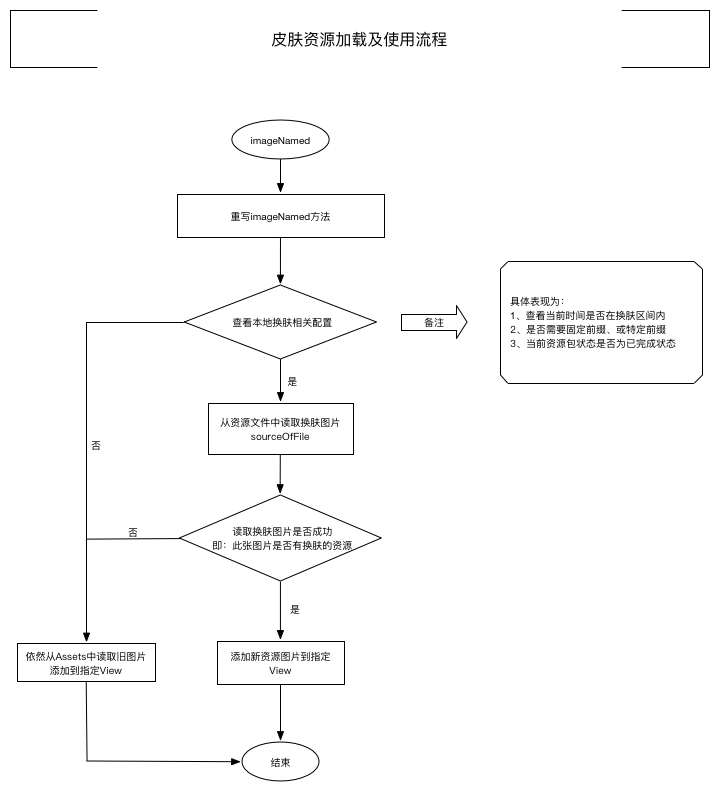 皮肤资源加载及使用流程
imageNamed
重写imageNamed方法
查看本地换肤相关配置
备注
具体表现为：
1、查看当前时间是否在换肤区间内
2、是否需要固定前缀、或特定前缀
3、当前资源包状态是否为已完成状态
是
从资源文件中读取换肤图片
sourceOfFile
否
读取换肤图片是否成功
即：此张图片是否有换肤的资源
否
是
依然从Assets中读取旧图片
添加到指定View
添加新资源图片到指定
View
结束